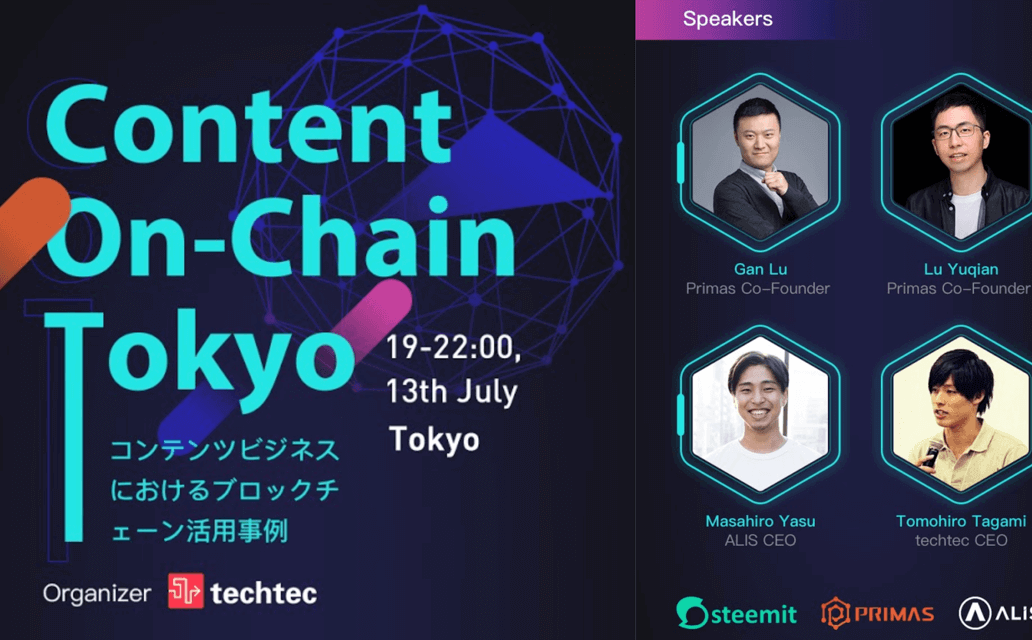 Content
On-Chain
Tokyo
19-22:00,
13th July
Tokyo
コンテンツビジネス
におけるブロックチ
ェーン活用事例
Organizer techtec
Speakers
Gan Lu
Primas Co-Founder
Lu Yuqian
Primas Co-Founder
Masahiro Yasu
ALIS CEO
Tomohiro Tagami
techtec CEO
steemit PRIMAS ALIS